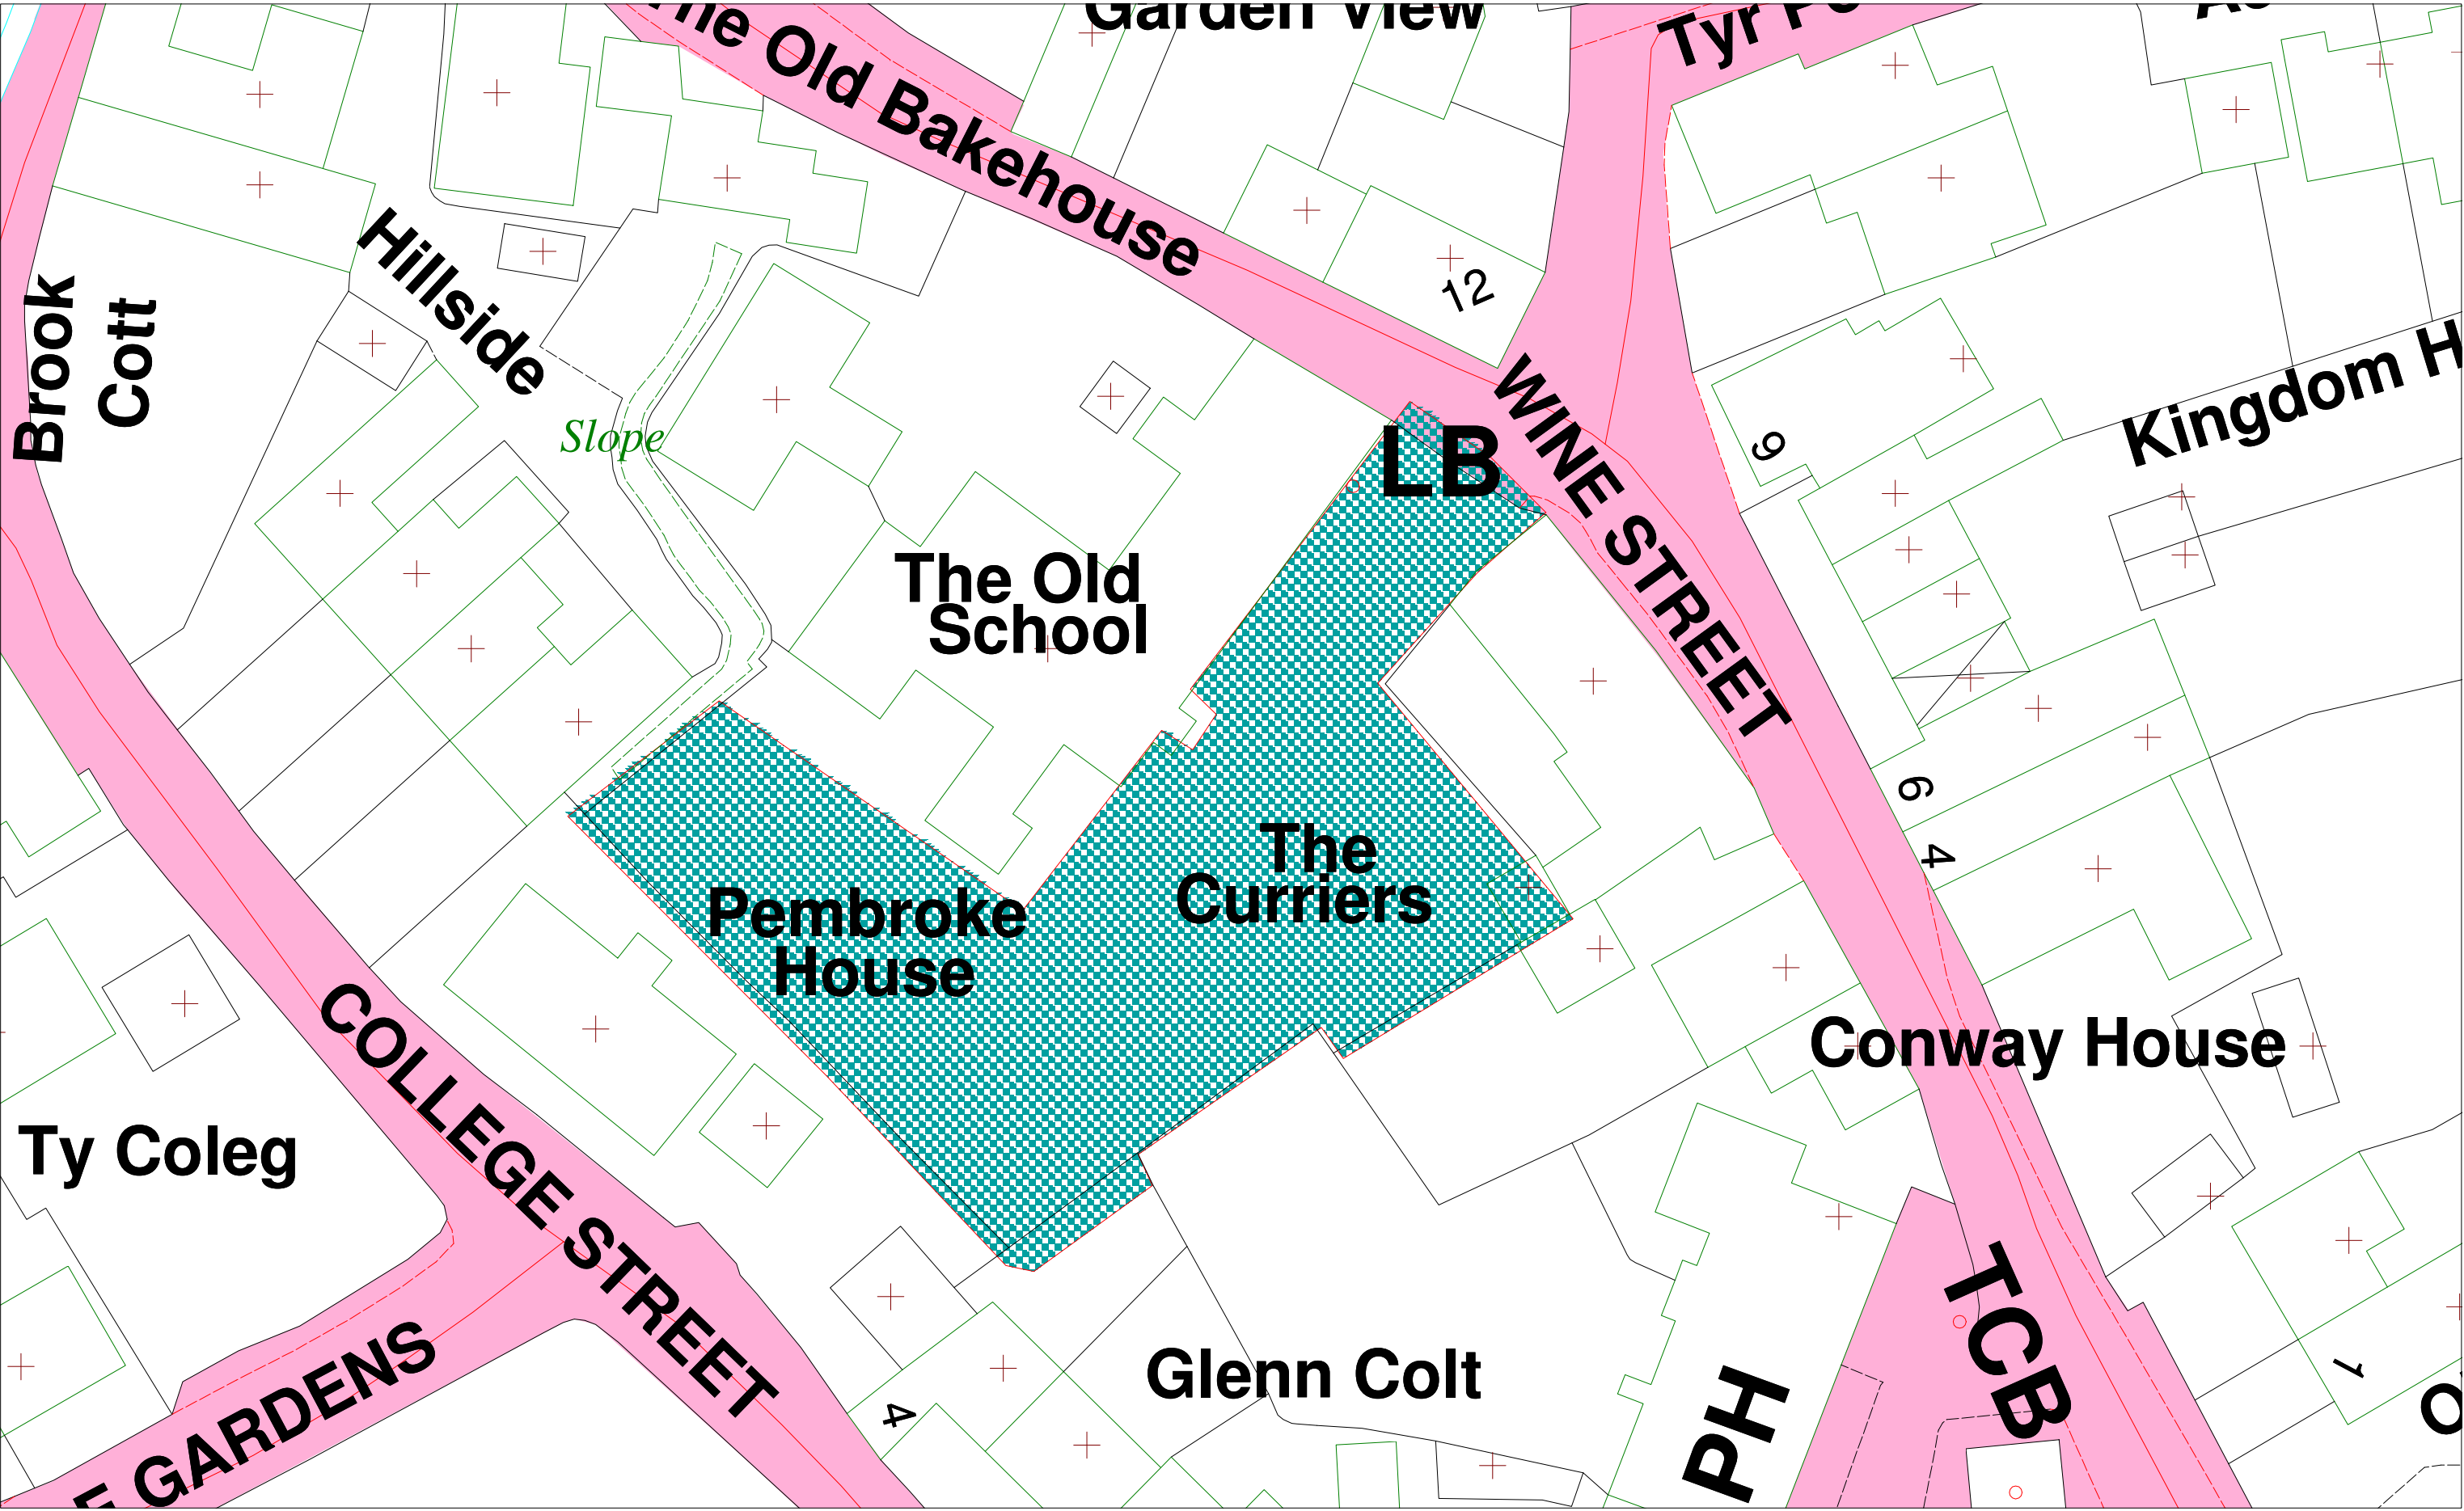 The Old Bakehouse
Garden View
Tyr
12
Hillside
Brook
Cott
Slope
LB
WINE STREET
9
Kingdom H
The Old
School
The
Curriers
Pembroke
House
6
4
Conway House
COLLEGE STREET
Ty Coleg
GARDENS
4
Glenn Colt
PH
TCB
1
O